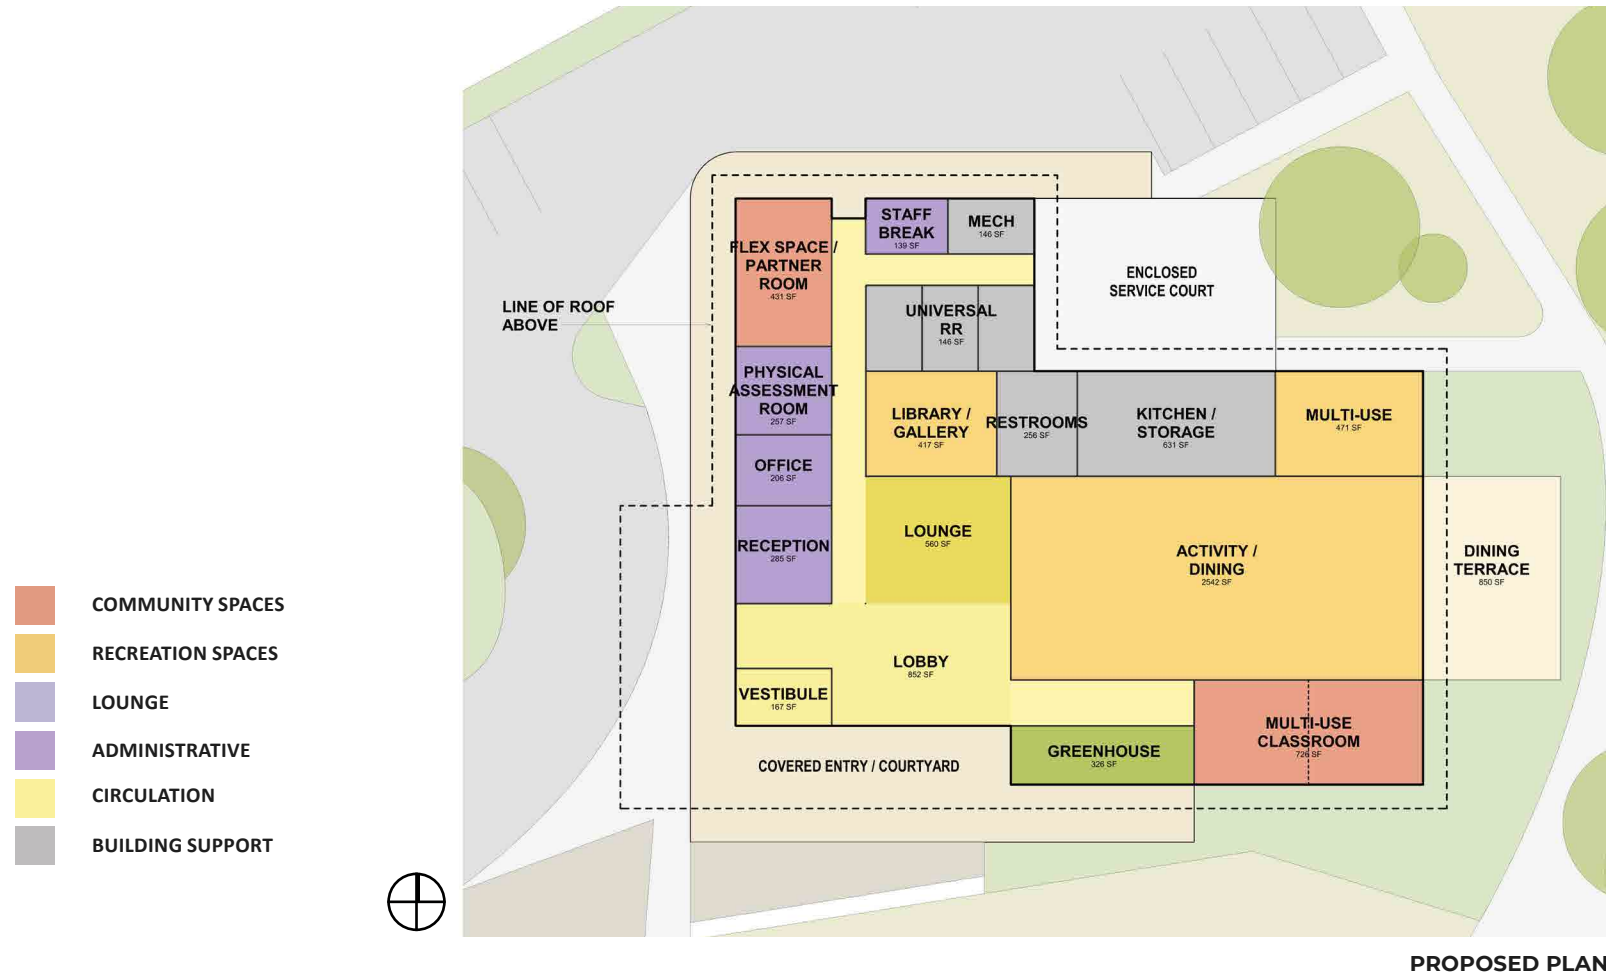 STAFF
BREAK
139 SF
MECH
146 SF
FLEX SPACE /
PARTNER
ROOM
431 SF
ENCLOSED
SERVICE COURT
LINE OF ROOF
ABOVE
UNIVERSAL
RR
146 SF
PHYSICAL
ASSESSMENT
ROOM
257 SF
LIBRARY /
GALLERY
417 SF
RESTROOMS
256 SF
KITCHEN /
STORAGE
631 SF
MULTI-USE
471 SF
OFFICE
206 SF
RECEPTION
285 SF
LOUNGE
560 SF
ACTIVITY /
DINING
2542 SF
DINING
TERRACE
850 SF
LOBBY
852 SF
VESTIBULE
167 SF
GREENHOUSE
326 SF
MULTI-USE
CLASSROOM
SF
COVERED ENTRY / COURTYARD
COMMUNITY SPACES
RECREATION SPACES
LOUNGE
ADMINISTRATIVE
CIRCULATION
BUILDING SUPPORT
PROPOSED PLAN